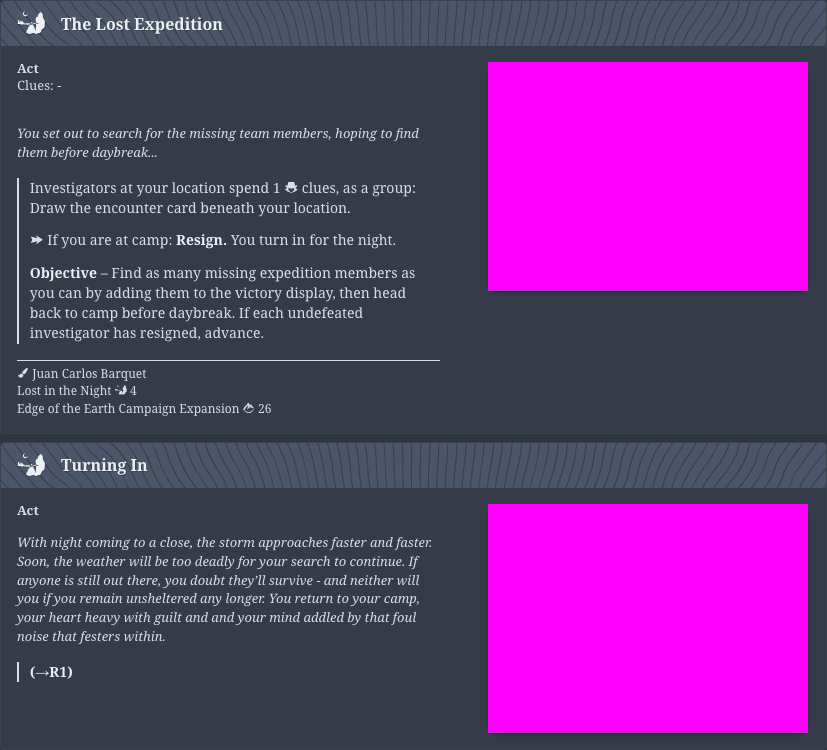 The Lost Expedition
Act
Clues: -
You set out to search for the missing team members, hoping to find
them before daybreak...
Investigators at your location spend 1 clues, as a group:
Draw the encounter card beneath your location.
If you are at camp: Resign. You turn in for the night.
Objective – Find as many missing expedition members as
you can by adding them to the victory display, then head
back to camp before daybreak. If each undefeated
investigator has resigned, advance.
Juan Carlos Barquet
Lost in the Night 4
Edge of the Earth Campaign Expansion 26
Turning In
Act
With night coming to a close, the storm approaches faster and faster.
Soon, the weather will be too deadly for your search to continue. If
anyone is still out there, you doubt they'll survive - and neither will
you if you remain unsheltered any longer. You return to your camp,
your heart heavy with guilt and and your mind addled by that foul
noise that festers within.
(→R1)